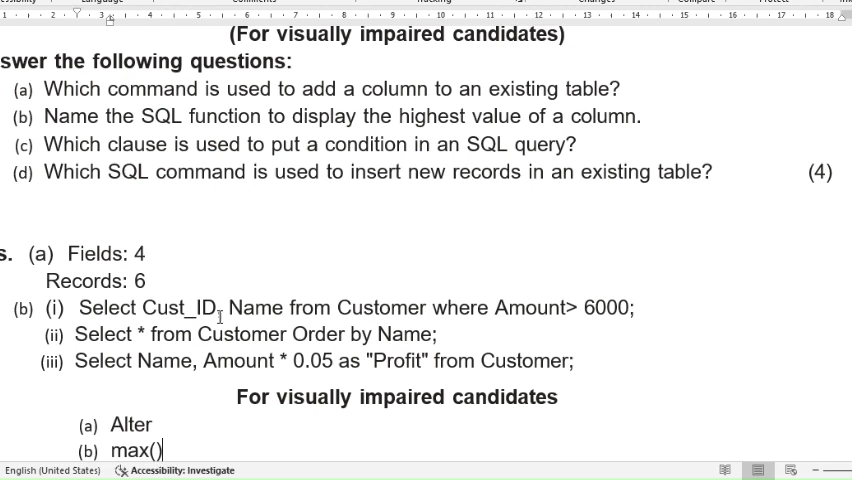 (For visually impaired candidates)
swer the following questions:
(a) Which command is used to add a column to an existing table?
(b) Name the SQL function to display the highest value of a column.
(c) Which clause is used to put a condition in an SQL query?
(d) Which SQL command is used to insert new records in an existing table? (4)
s. (a) Fields: 4
Records: 6
(b) (i) Select Cust_ID, Name from Customer where Amount> 6000;
(ii) Select * from Customer Order by Name;
(iii) Select Name, Amount * 0.05 as "Profit" from Customer;
For visually impaired candidates
(a) Alter
(b) max()
English (United States) Accessibility: Investigate